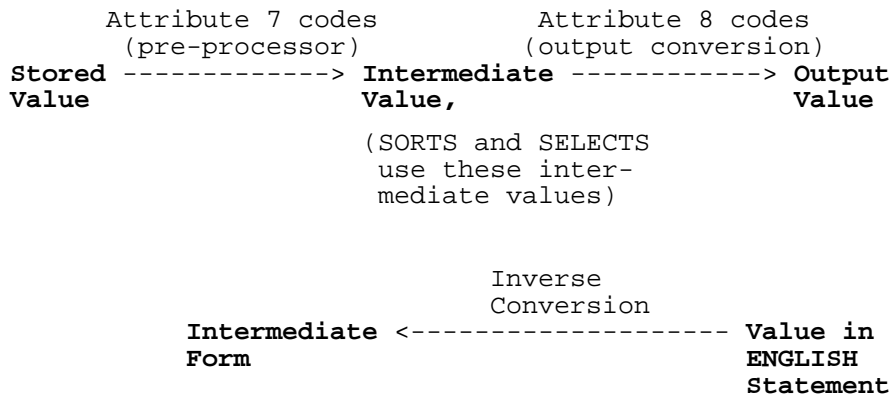 Attribute 7 codes Attribute 8 codes
(pre-processor) (output conversion)
Stored -------------> Intermediate ------------> Output
Value Value, Value
(SORTS and SELECTS
use these inter-
mediate values)
Inverse
Conversion
Intermediate <-------------------- Value in
Form ENGLISH
Statement